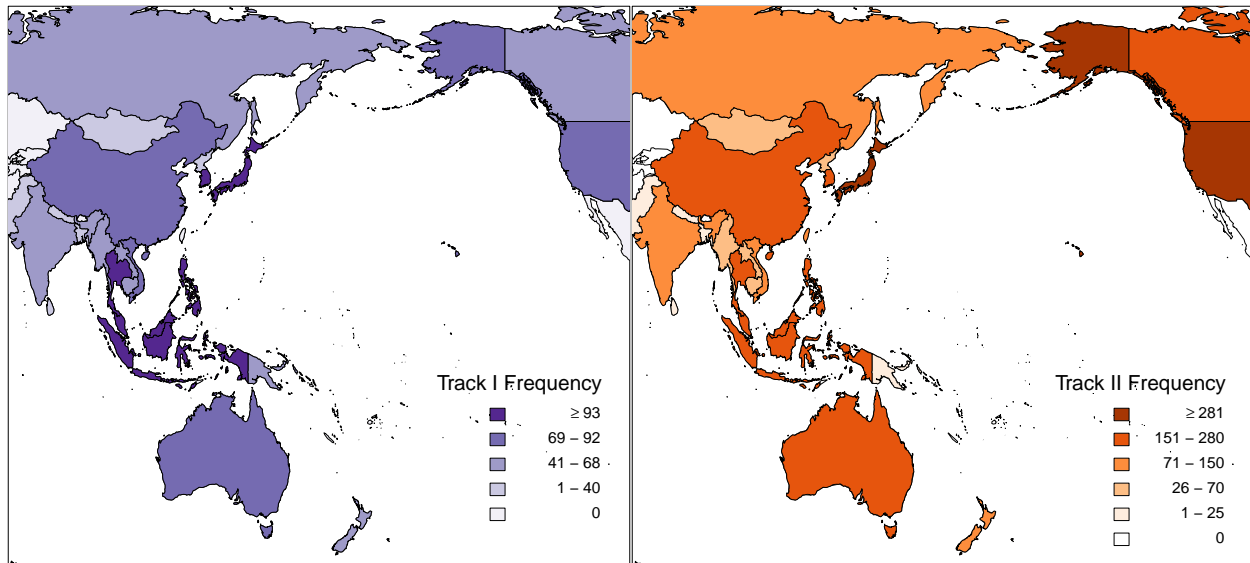 Track I Frequency
≥ 93
69 – 92
41 – 68
1 – 40
0
Track II Frequency
≥ 281
151 – 280
71 – 150
26 – 70
1 – 25
0